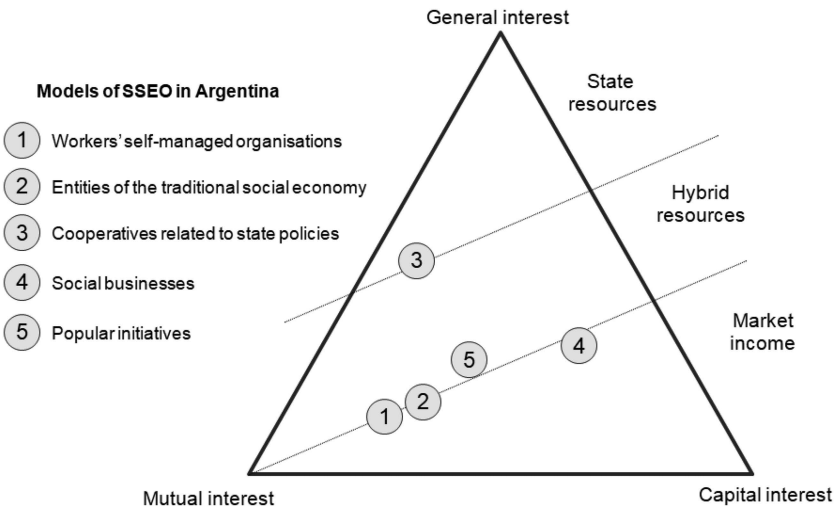 General interest
State
resources
Models of SSEO in Argentina
1 Workers' self-managed organisations
Hybrid
resources
2 Entities of the traditional social economy
3 Cooperatives related to state policies
3
4 Social businesses
Market
income
5 Popular initiatives
5
4
2
1
Mutual interest
Capital interest